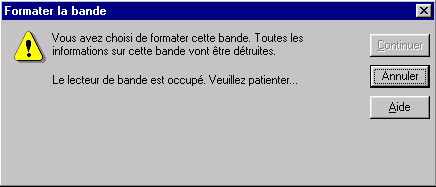 Formater la bande
Vous avez choisi de formater cette bande. Toutes les
informations sur cette bande vont être détruites.
Le lecteur de bande est occupé. Veuillez patienter...
Continuer
Annuler
Aide